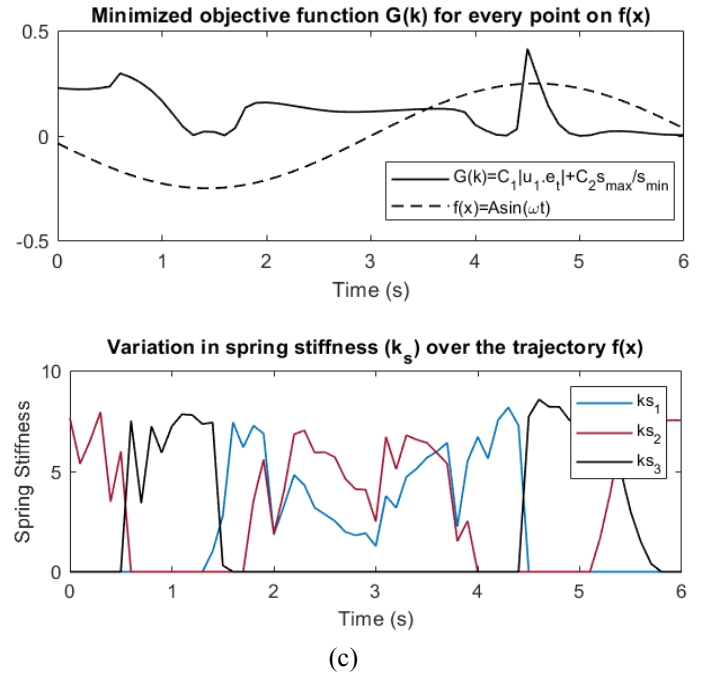 Minimized objective function G(k) for every point on f(x)
0.5
0
-0.5
G(k)=C₁|u₁.eₜ|+C₂sₘₐₓ/sₘᵢₙ
f(x)=Asin(ωt)
0 1 2 3 4 5 6
Time (s)
Variation in spring stiffness (kₛ) over the trajectory f(x)
Spring Stiffness
10
5
0
ks₁
ks₂
ks₃
0 1 2 3 4 5 6
Time (s)
(c)